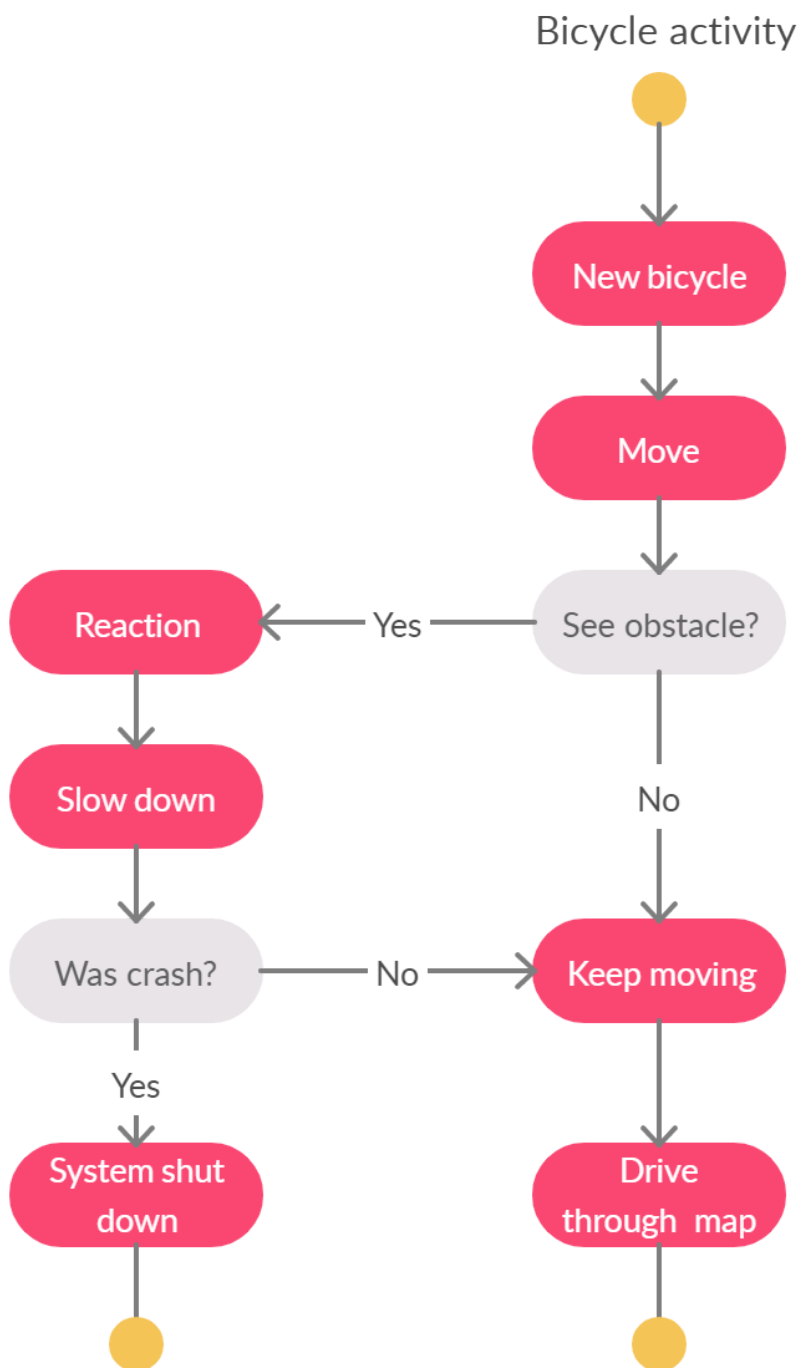 Bicycle activity
New bicycle
Move
See obstacle?
Yes
Reaction
Slow down
No
Was crash?
No
Keep moving
Yes
System shut
down
Drive
through map